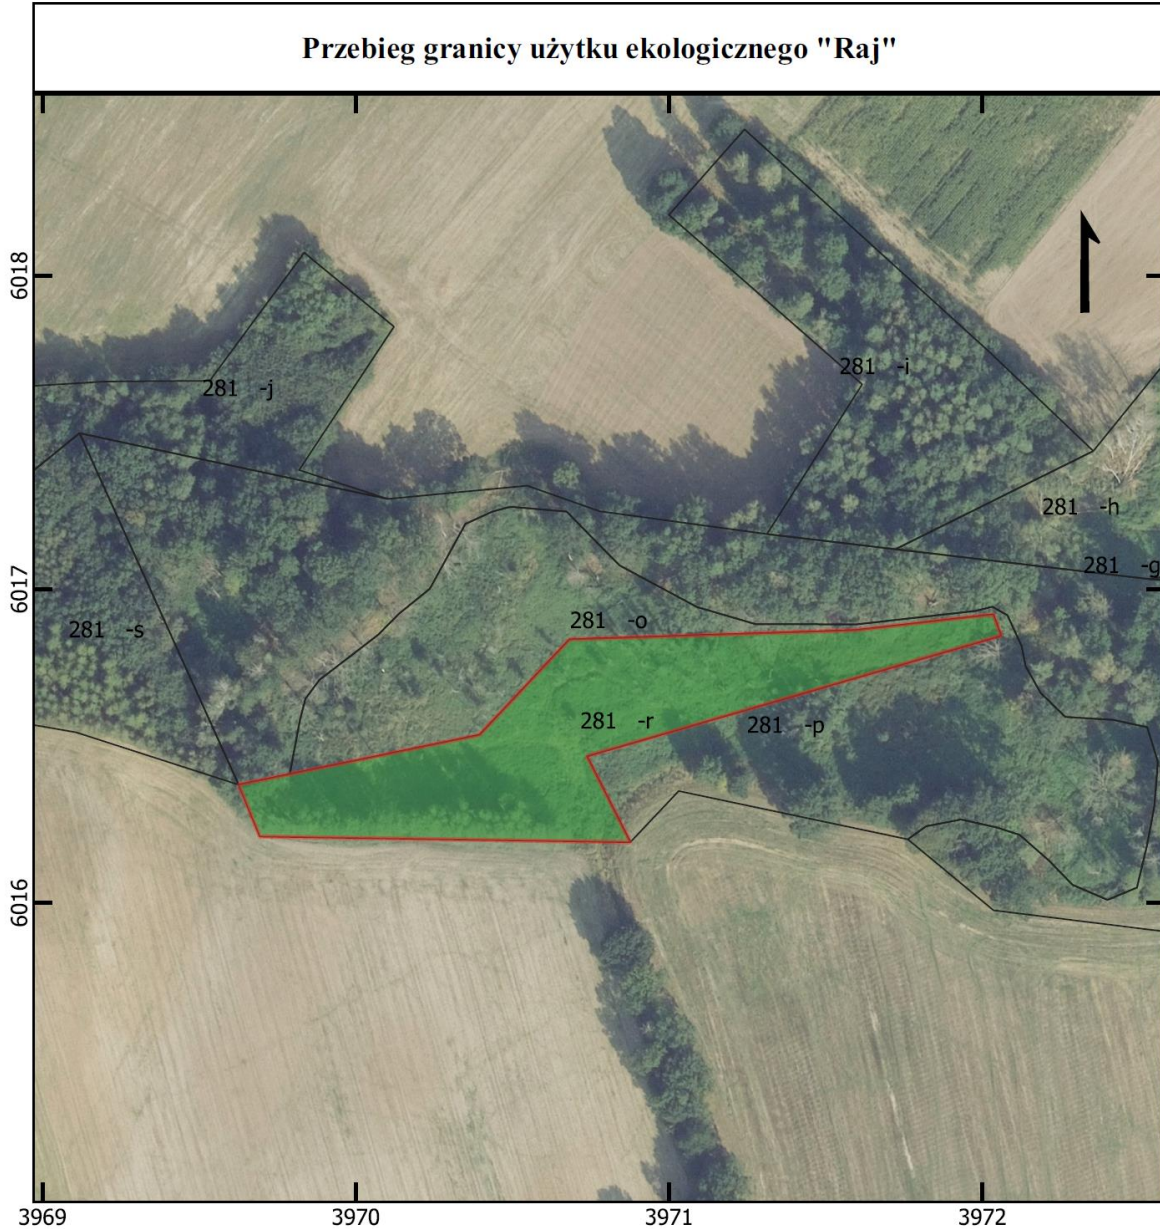 Przebieg granicy użytku ekologicznego "Raj"
6018
281 -i
281 -j
281 -h
281 -g
6017
281 -o
281 -s
281 -r
281 -p
6016
3969
3970
3971
3972